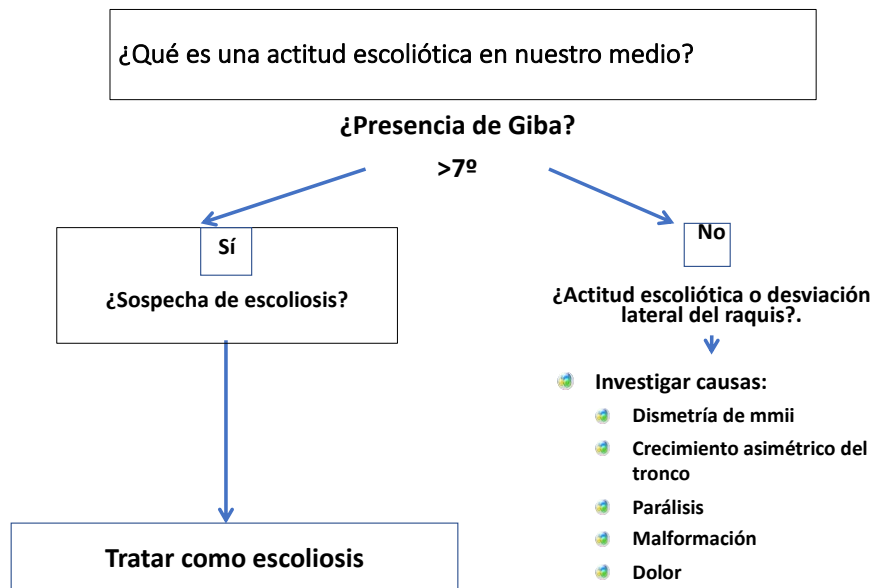 ¿Qué es una actitud escoliótica en nuestro medio?
¿Presencia de Giba?
>7º
Sí
¿Sospecha de escoliosis?
Tratar como escoliosis
No
¿Actitud escoliótica o desviación
lateral del raquis?.
Investigar causas:
Dismetría de mmii
Crecimiento asimétrico del
tronco
Parálisis
Malformación
Dolor